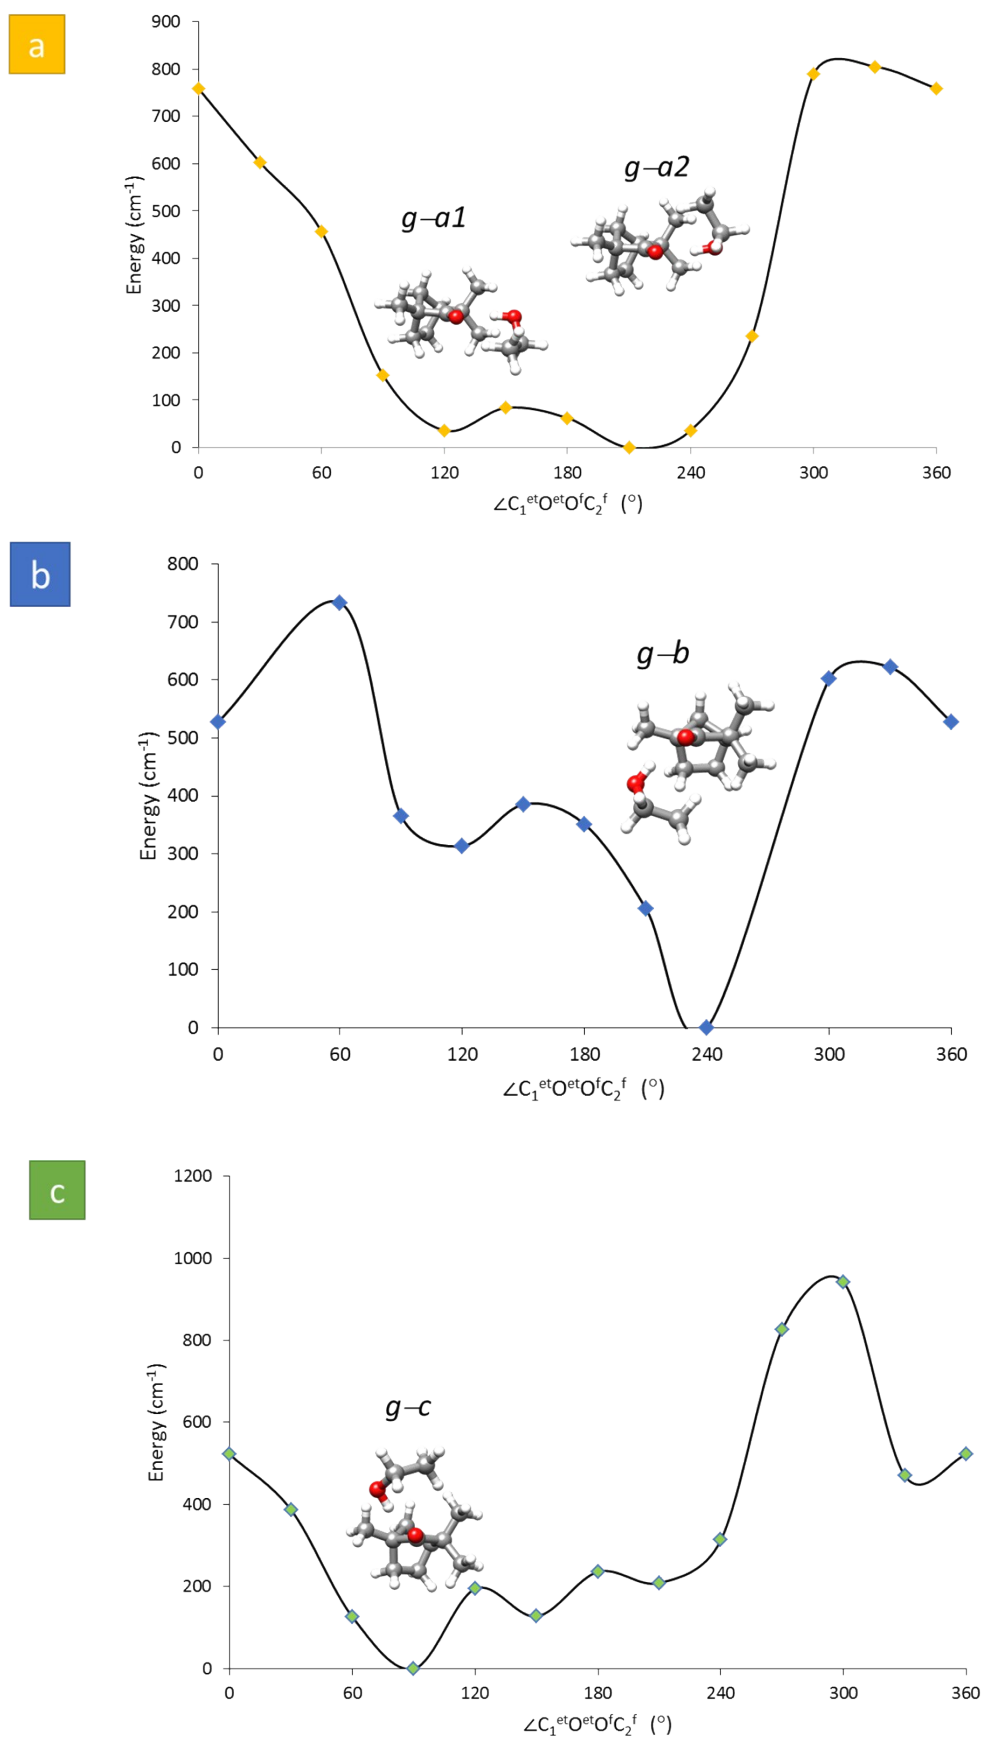 a
900
800
700
600
500
400
300
200
100
0
Energy (cm⁻¹)
g–a1
g–a2
0 60 120 180 240 300 360
∠C₁ᵉᵗOᵉᵗOᶠC₂ᶠ (°)
b
800
700
600
500
400
300
200
100
0
Energy (cm⁻¹)
g–b
0 60 120 180 240 300 360
∠C₁ᵉᵗOᵉᵗOᶠC₂ᶠ (°)
c
1200
1000
800
600
400
200
0
Energy (cm⁻¹)
g–c
0 60 120 180 240 300 360
∠C₁ᵉᵗOᵉᵗOᶠC₂ᶠ (°)